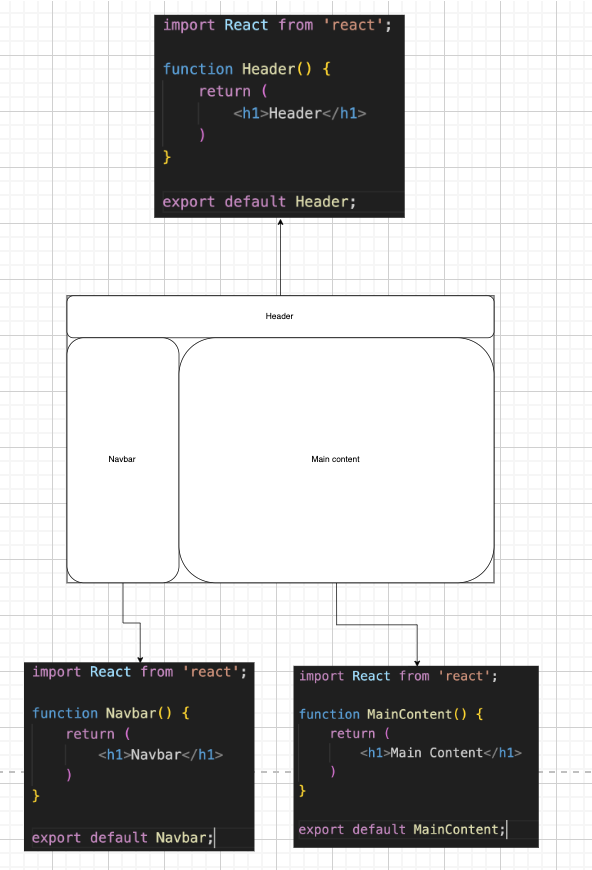 import React from 'react';
function Header() {
return (
<h1>Header</h1>
)
}
export default Header;
Header
Navbar
Main content
import React from 'react';
function Navbar() {
return (
<h1>Navbar</h1>
)
}
export default Navbar;
import React from 'react';
function MainContent() {
return (
<h1>Main Content</h1>
)
}
export default MainContent;